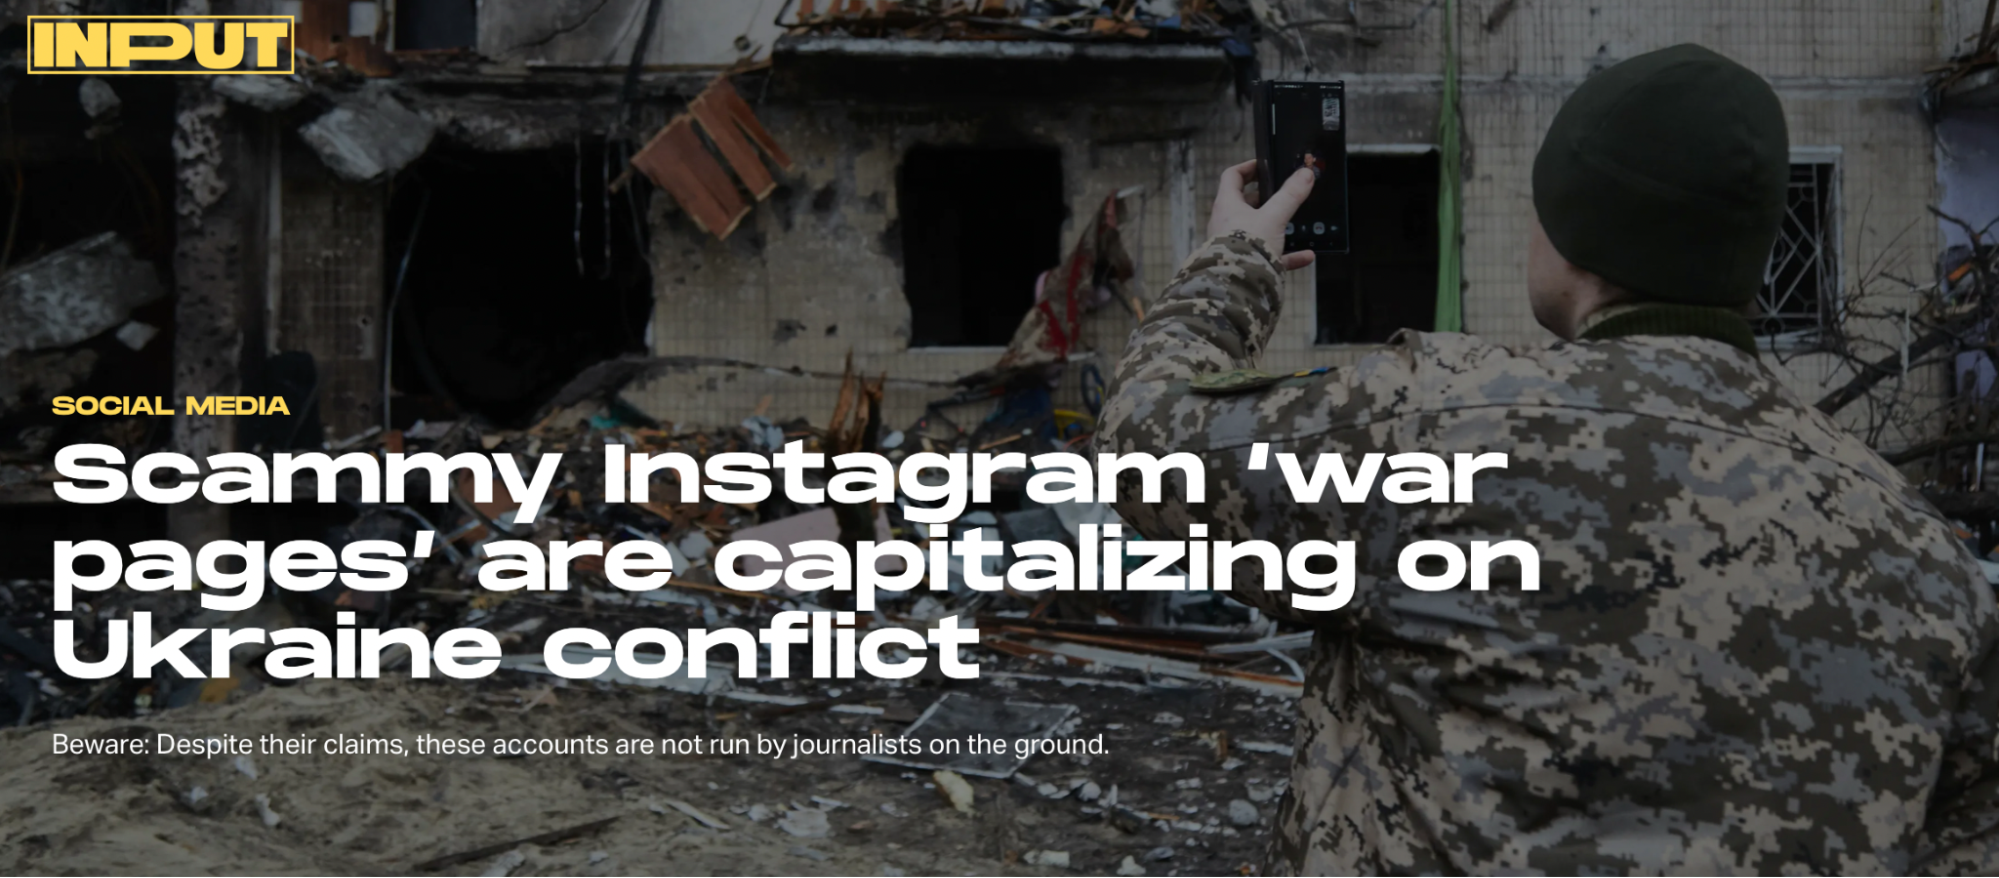 INPUT
SOCIAL MEDIA
Scammy Instagram ‘war
pages’ are capitalizing on
Ukraine conflict
Beware: Despite their claims, these accounts are not run by journalists on the ground.